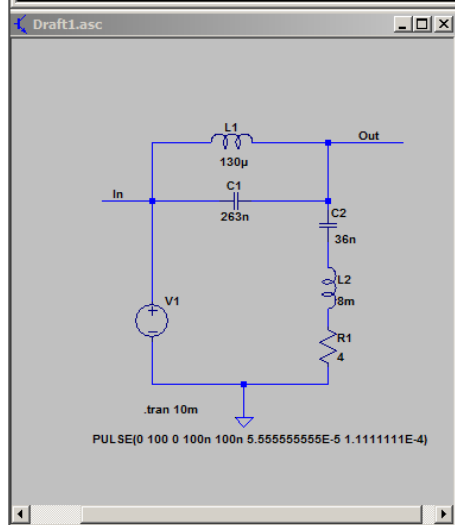 Draft1.asc
L1
Out
130µ
In
C1
263n
C2
36n
L2
8m
V1
R1
4
.tran 10m
PULSE(0 100 0 100n 100n 5.555555555E-5 1.1111111E-4)